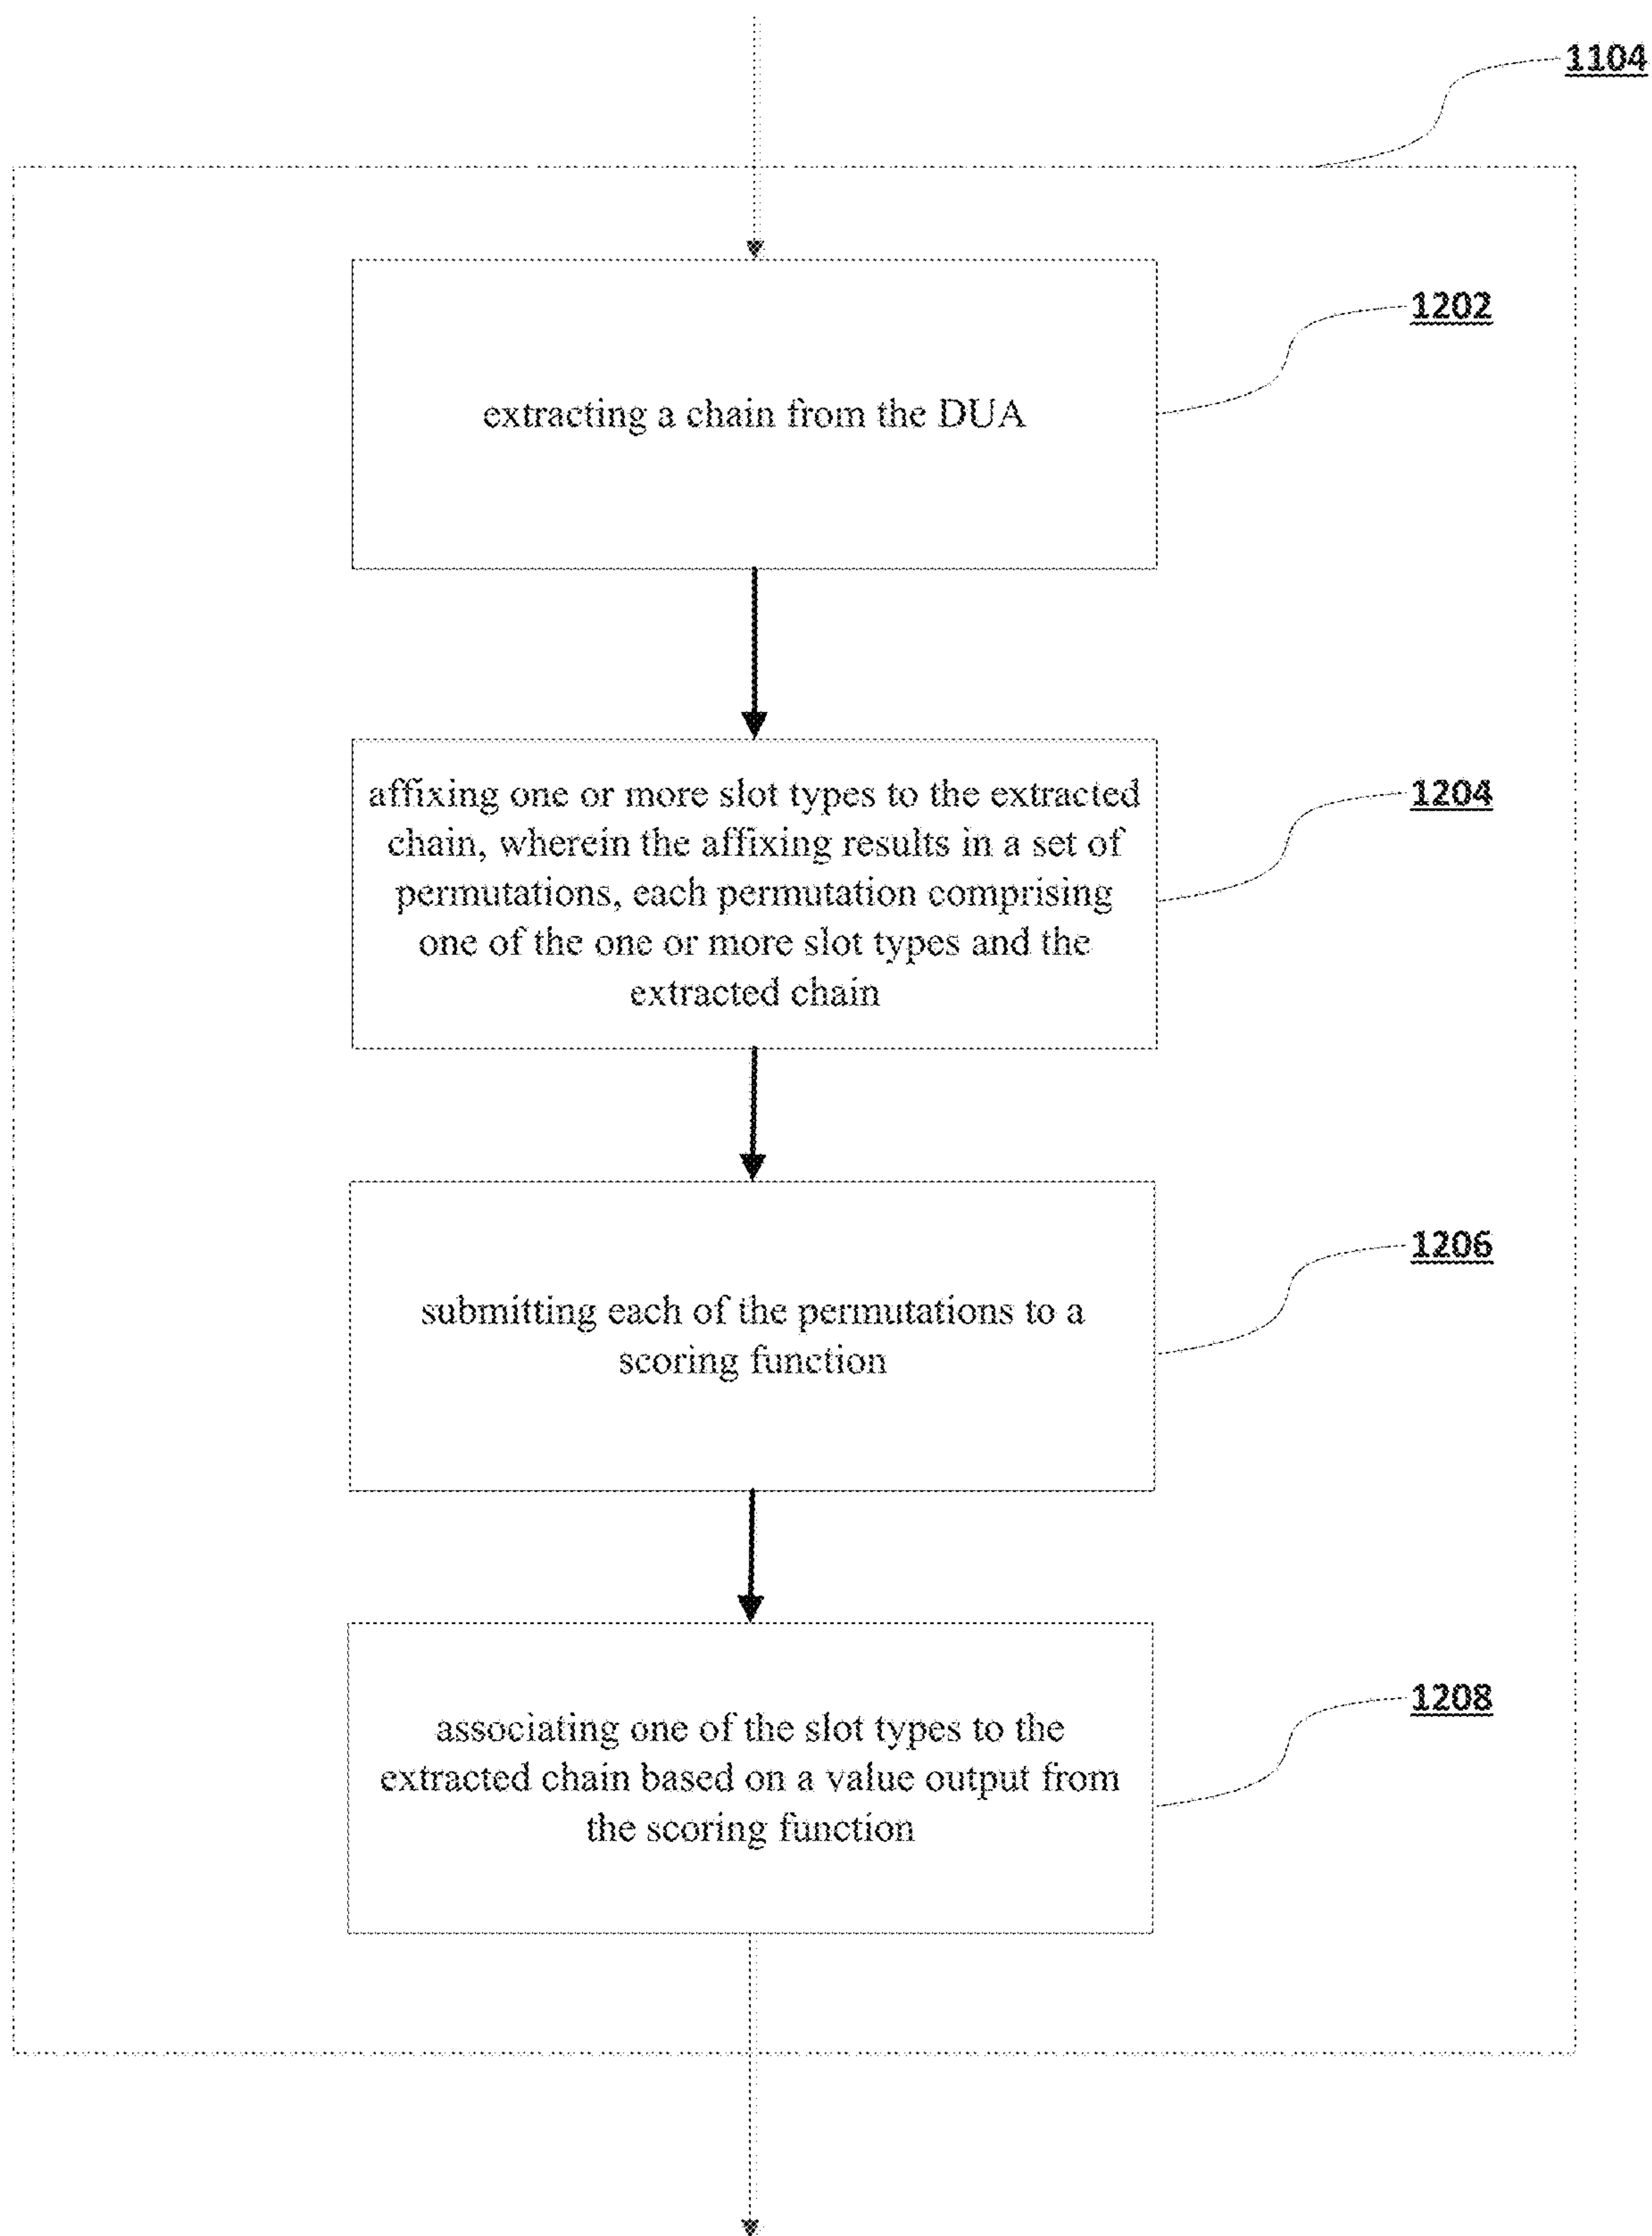 1104
1202
extracting a chain from the DUA
affixing one or more slot types to the extracted
1204
chain, wherein the affixing results in a set of
permutations, each permutation comprising
one of the one or more slot types and the
extracted chain
1206
submitting each of the permutations to a
scoring function
1208
associating one of the slot types to the
extracted chain based on a value output from
the scoring function